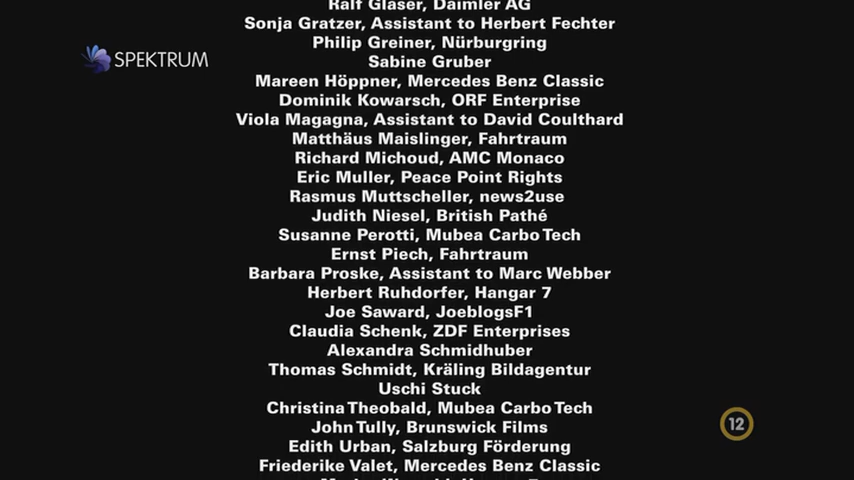 Ralf Glaser, Daimler AG
Sonja Gratzer, Assistant to Herbert Fechter
Philip Greiner, Nürburgring
SPEKTRUM
Sabine Gruber
Mareen Höppner, Mercedes Benz Classic
Dominik Kowarsch, ORF Enterprise
Viola Magagna, Assistant to David Coulthard
Matthäus Maislinger, Fahrtraum
Richard Michoud, AMC Monaco
Eric Muller, Peace Point Rights
Rasmus Muttscheller, news2use
Judith Niesel, British Pathé
Susanne Perotti, Mubea Carbo Tech
Ernst Piech, Fahrtraum
Barbara Proske, Assistant to Marc Webber
Herbert Ruhdorfer, Hangar 7
Joe Saward, JoeblogsF1
Claudia Schenk, ZDF Enterprises
Alexandra Schmidhuber
Thomas Schmidt, Kräling Bildagentur
Uschi Stuck
Christina Theobald, Mubea Carbo Tech
John Tully, Brunswick Films
12
Edith Urban, Salzburg Förderung
Friederike Valet, Mercedes Benz Classic